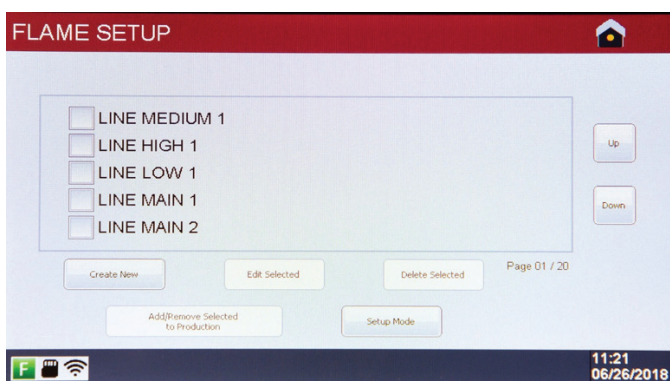 FLAME SETUP
LINE MEDIUM 1
LINE HIGH 1
LINE LOW 1
LINE MAIN 1
LINE MAIN 2
Up
Down
Page 01 / 20
Create New
Edit Selected
Delete Selected
Add/Remove Selected
to Production
Setup Mode
F
11:21
06/26/2018